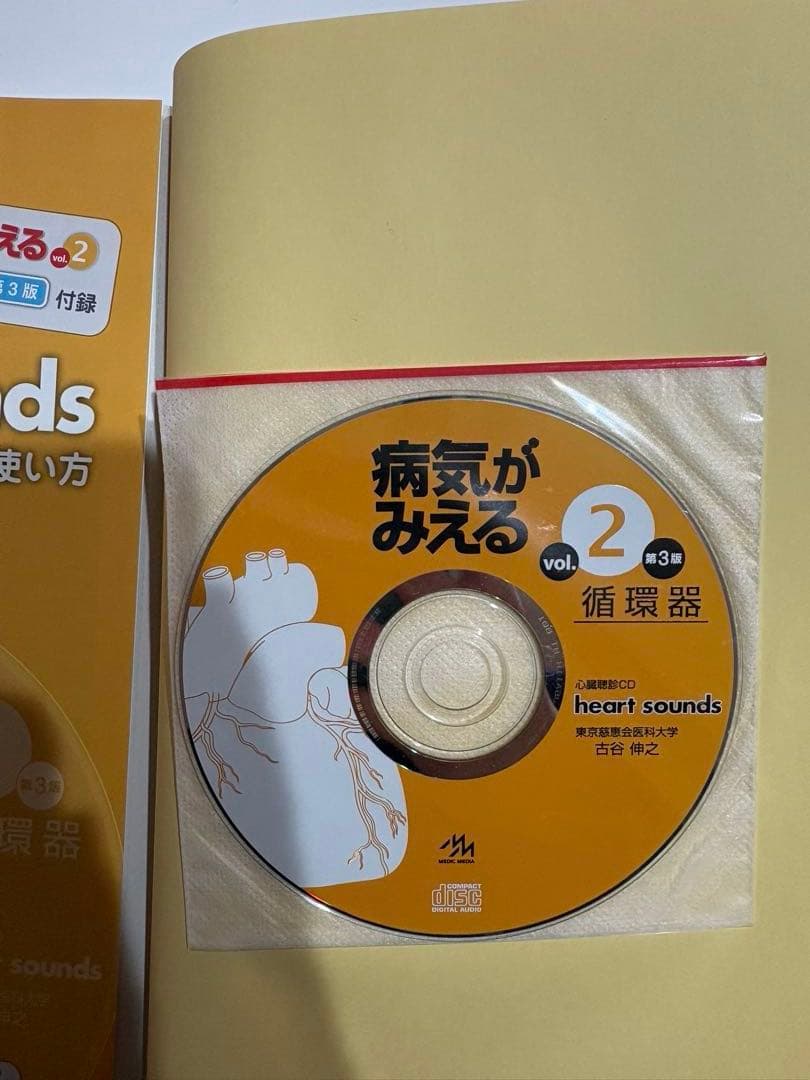 える vol.2
第3版 付録
nds
使い方
病気が
みえる
vol. 2 第3版
循環器
心臓聴診CD
heart sounds
東京慈恵会医科大学
古谷 伸之
MEDIC MEDIA
COMPACT
disc
DIGITAL AUDIO
第3版
環器
sounds